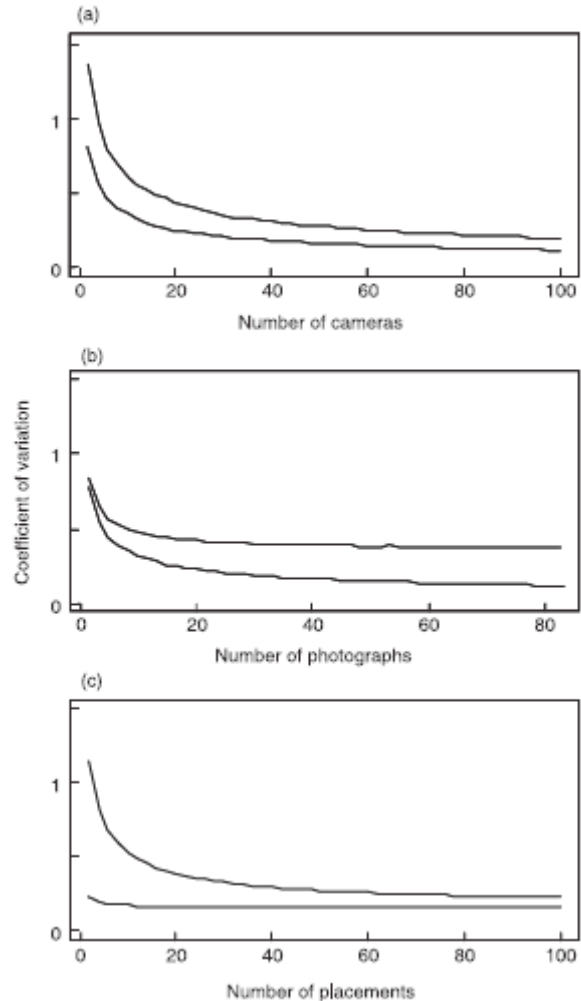 (a)
1
0
0 20 40 60 80 100
Number of cameras
(b)
Coefficient of variation
1
0
0 20 40 60 80
Number of photographs
(c)
1
0
0 20 40 60 80 100
Number of placements